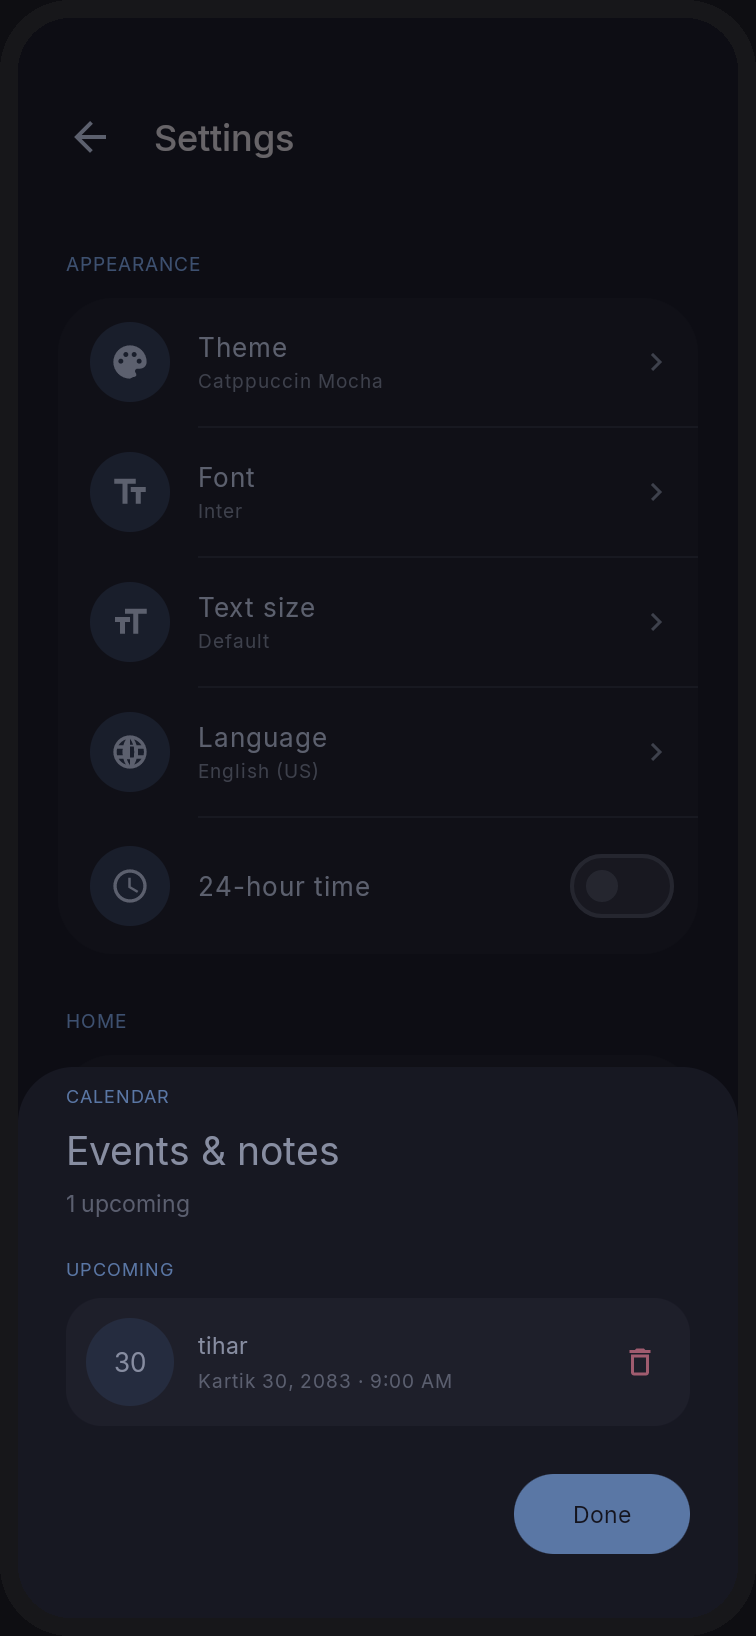 Settings
APPEARANCE
Theme
Catppuccin Mocha
Font
Inter
Text size
Default
Language
English (US)
24-hour time
HOME
CALENDAR
Events & notes
1 upcoming
UPCOMING
30
tihar
Kartik 30, 2083 · 9:00 AM
Done